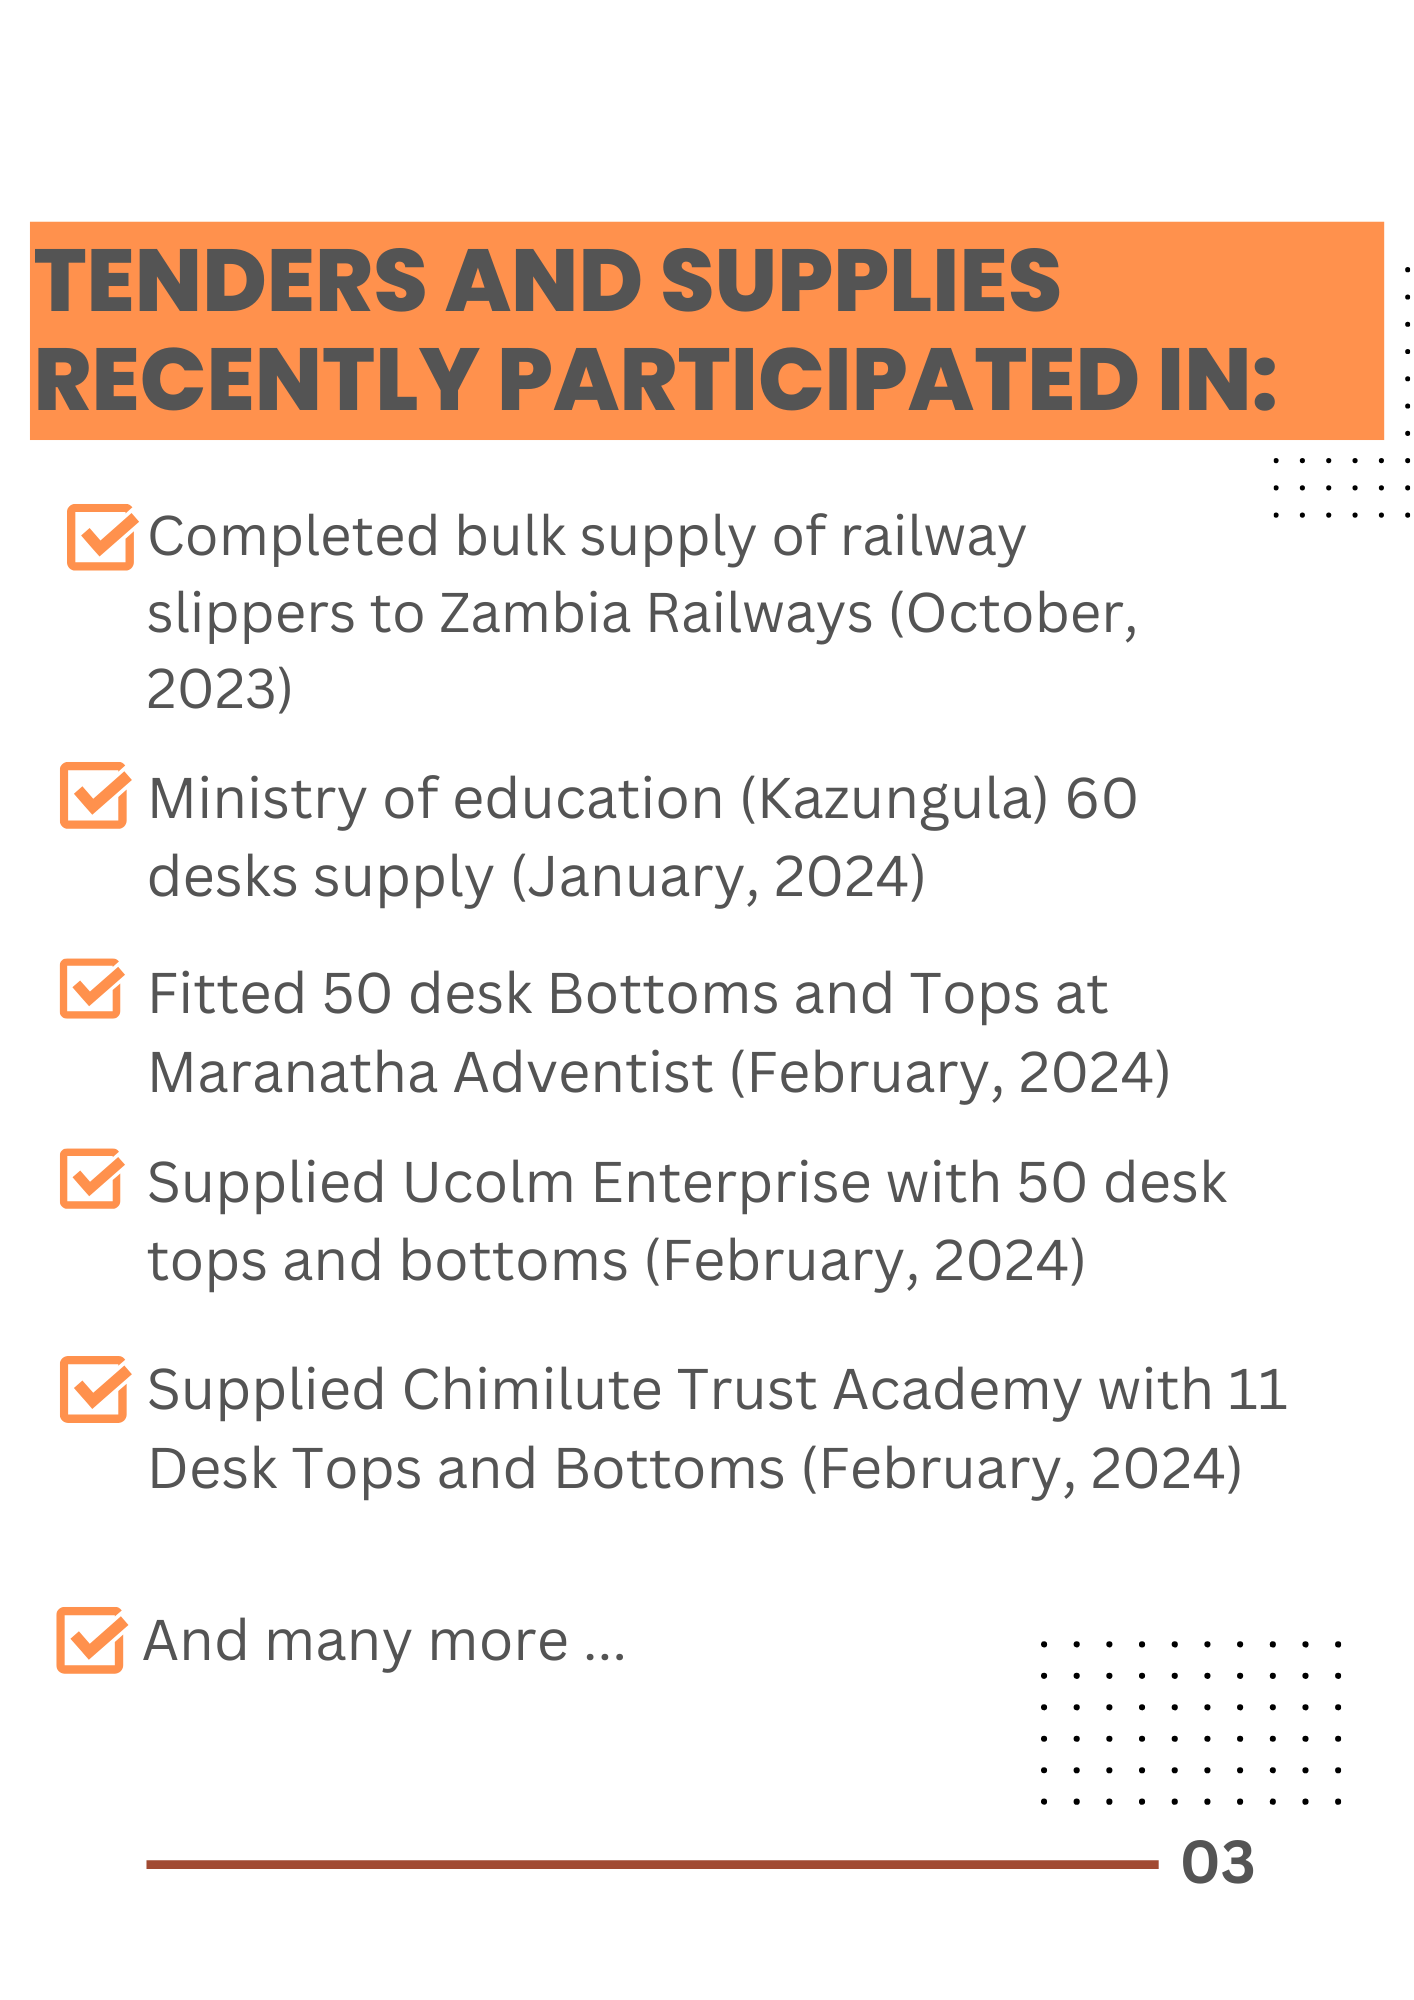 TENDERS AND SUPPLIES
RECENTLY PARTICIPATED IN:
Completed bulk supply of railway
slippers to Zambia Railways (October,
2023)
Ministry of education (Kazungula) 60
desks supply (January, 2024)
Fitted 50 desk Bottoms and Tops at
Maranatha Adventist (February, 2024)
Supplied Ucolm Enterprise with 50 desk
tops and bottoms (February, 2024)
Supplied Chimilute Trust Academy with 11
Desk Tops and Bottoms (February, 2024)
And many more ...
03